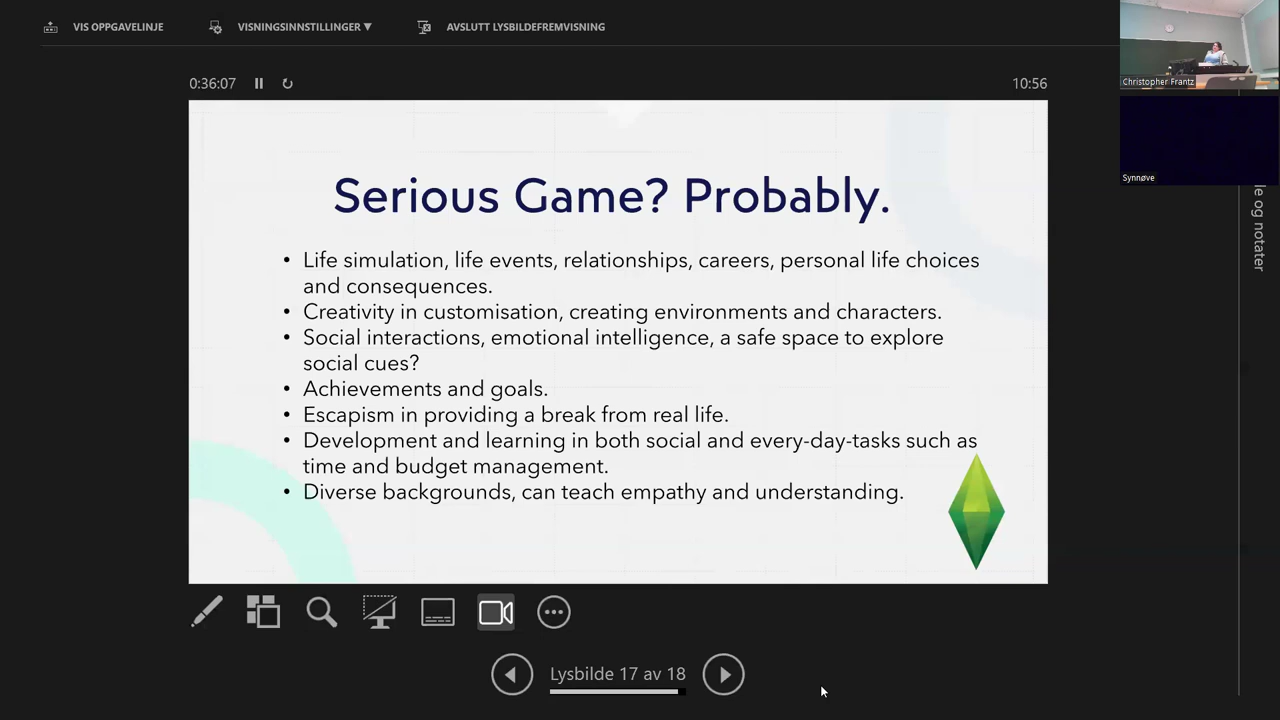 VIS OPPGAVELINJE
VISNINGSINNSTILLINGER ▼
AVSLUTT LYSBILDEFREMVISNING
Christopher Frantz
Synnøve
0:36:07
10:56
Serious Game? Probably.
• Life simulation, life events, relationships, careers, personal life choices
and consequences.
• Creativity in customisation, creating environments and characters.
• Social interactions, emotional intelligence, a safe space to explore
social cues?
• Achievements and goals.
• Escapism in providing a break from real life.
• Development and learning in both social and every-day-tasks such as
time and budget management.
• Diverse backgrounds, can teach empathy and understanding.
og notater
Lysbilde 17 av 18